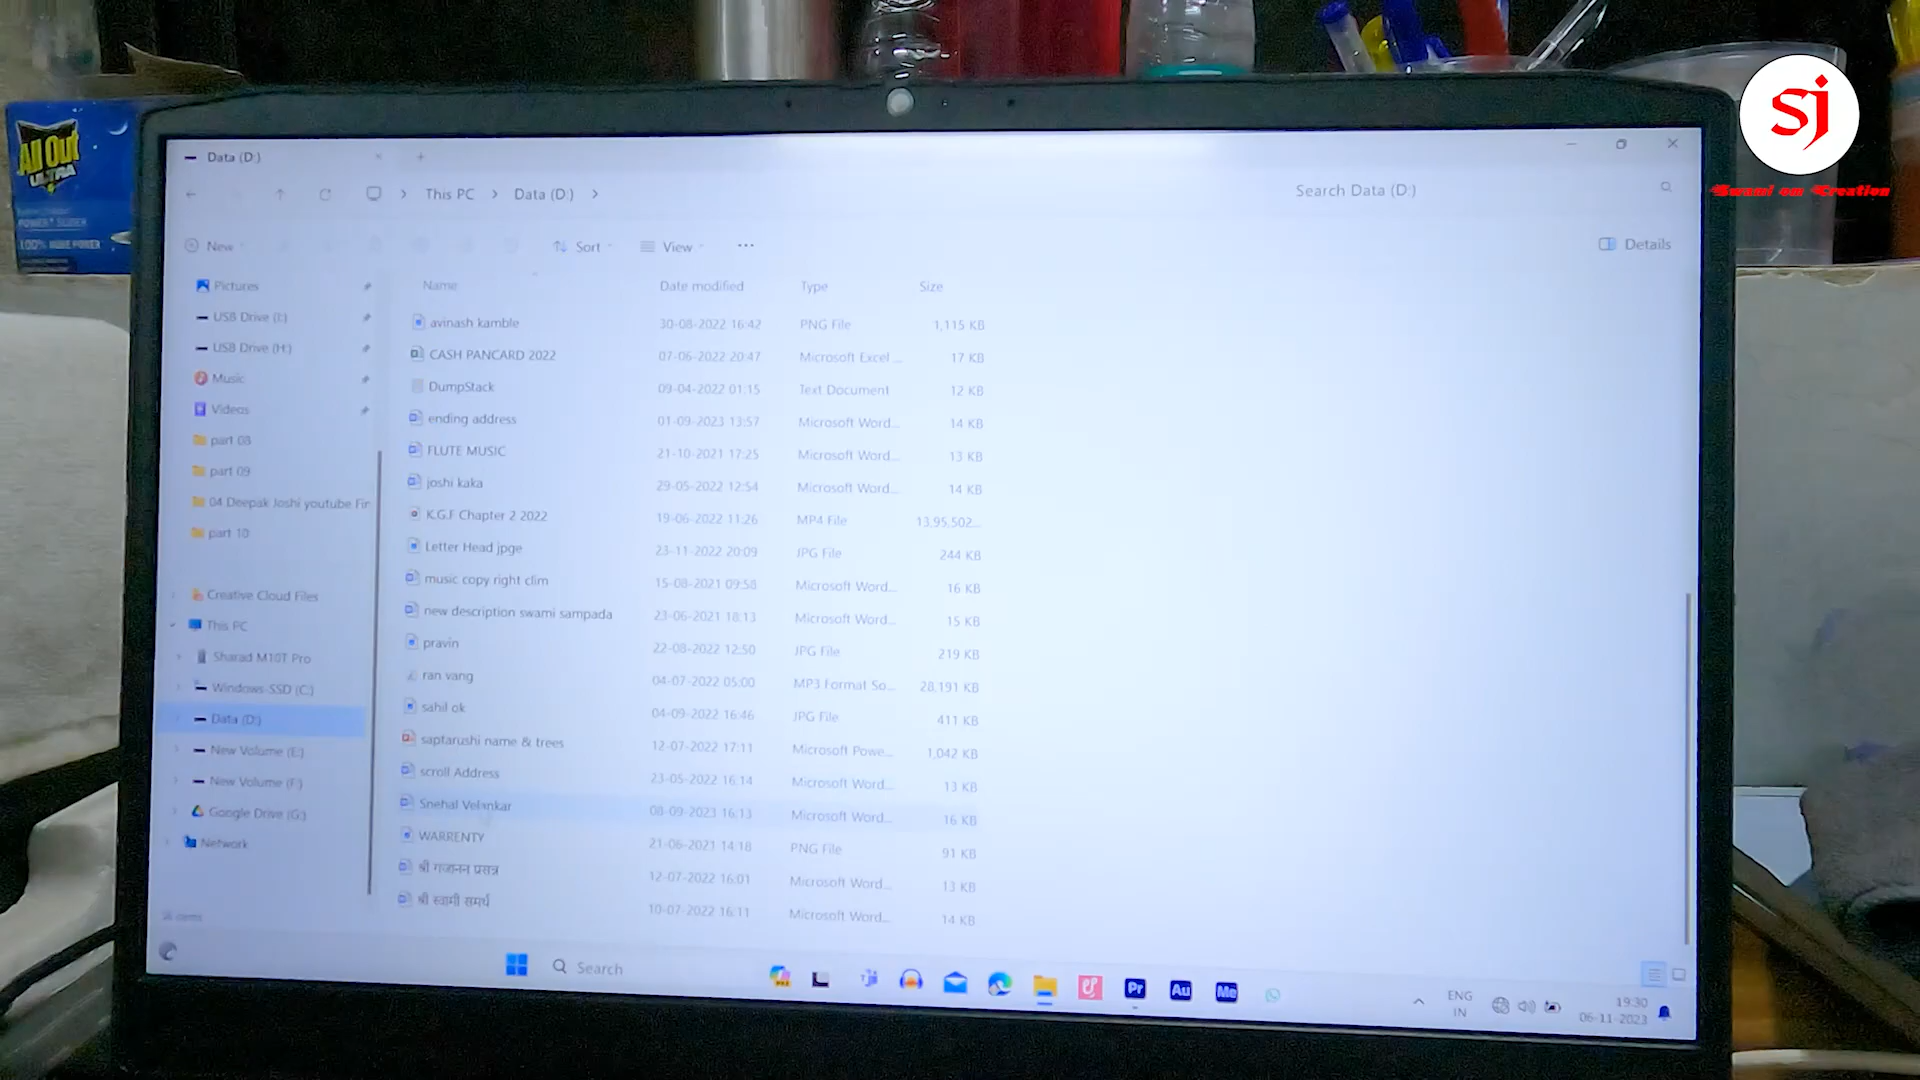 All Out
ULTRA
POWER+ SLIDER
100% MORE POWER
SJ
Swami om Creation
Data (D:)
This PC > Data (D:) >
Search Data (D:)
New
Sort
View
Details
Name Date modified Type Size
Pictures
USB Drive (I:)
USB Drive (H:)
Music
Videos
part 08
part 09
04 Deepak Joshi youtube Fir
part 10
Creative Cloud Files
This PC
Sharad M10T Pro
Windows-SSD (C:)
Data (D:)
New Volume (E:)
New Volume (F:)
Google Drive (G:)
Network
avinash kamble 30-08-2022 16:42 PNG File 1,115 KB
CASH PANCARD 2022 07-06-2022 20:47 Microsoft Excel ... 17 KB
DumpStack 09-04-2022 01:15 Text Document 12 KB
ending address 01-09-2023 13:57 Microsoft Word... 14 KB
FLUTE MUSIC 21-10-2021 17:25 Microsoft Word... 13 KB
joshi kaka 29-05-2022 12:54 Microsoft Word... 14 KB
K.G.F Chapter 2 2022 19-06-2022 11:26 MP4 File 13,95,502...
Letter Head jpge 23-11-2022 20:09 JPG File 244 KB
music copy right clim 15-08-2021 09:58 Microsoft Word... 16 KB
new description swami sampada 23-06-2021 18:13 Microsoft Word... 15 KB
pravin 22-08-2022 12:50 JPG File 219 KB
ran vang 04-07-2022 05:00 MP3 Format So... 28,191 KB
sahil ok 04-09-2022 16:46 JPG File 411 KB
saptarushi name & trees 12-07-2022 17:11 Microsoft Powe... 1,042 KB
scroll Address 23-05-2022 16:14 Microsoft Word... 13 KB
Snehal Velankar 08-09-2023 16:13 Microsoft Word... 16 KB
WARRENTY 21-06-2021 14:18 PNG File 91 KB
श्री गजानन प्रसन्न 12-07-2022 16:01 Microsoft Word... 13 KB
श्री स्वामी समर्थ 10-07-2022 16:11 Microsoft Word... 14 KB
Search
Pr
Au
Me
ENG
IN
19:30
06-11-2023